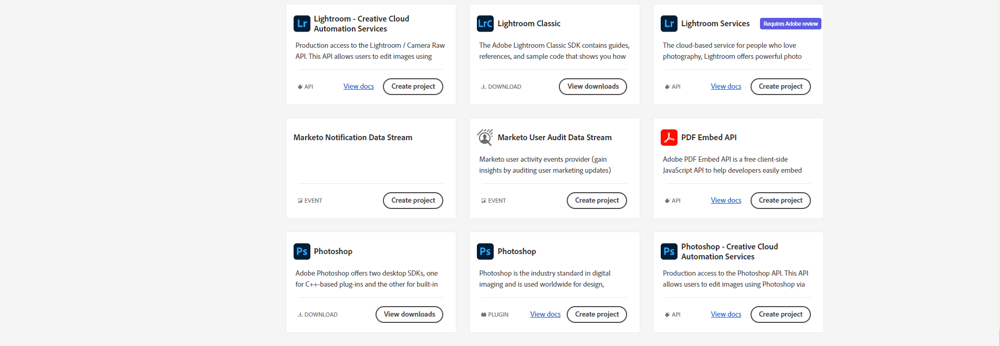 Lr Lightroom - Creative Cloud
Automation Services
Production access to the Lightroom / Camera Raw
API. This API allows users to edit images using
API View docs Create project
LrC Lightroom Classic
The Adobe Lightroom Classic SDK contains guides,
references, and sample code that shows you how
DOWNLOAD View downloads
Lr Lightroom Services Requires Adobe review
The cloud-based service for people who love
photography, Lightroom offers powerful photo
API View docs Create project
Marketo Notification Data Stream
EVENT Create project
Marketo User Audit Data Stream
Marketo user activity events provider (gain
insights by auditing user marketing updates)
EVENT Create project
PDF Embed API
Adobe PDF Embed API is a free client-side
JavaScript API to help developers easily embed
API View docs Create project
Ps Photoshop
Adobe Photoshop offers two desktop SDKs, one
for C++-based plug-ins and the other for built-in
DOWNLOAD View downloads
Ps Photoshop
Photoshop is the industry standard in digital
imaging and is used worldwide for design,
PLUGIN View docs Create project
Ps Photoshop - Creative Cloud
Automation Services
Production access to the Photoshop API. This API
allows users to edit images using Photoshop via
API View docs Create project